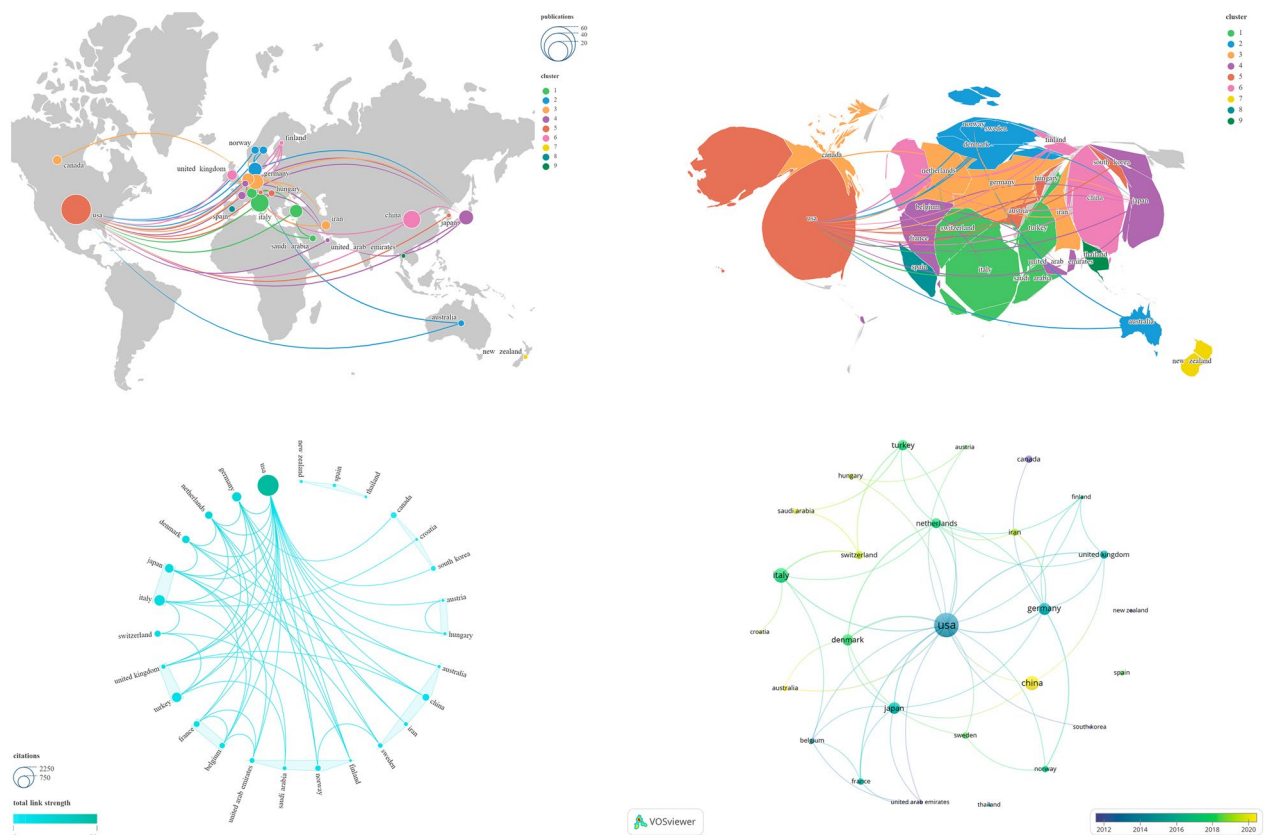 publications
60
40
20
cluster
1
2
3
4
5
6
7
8
9
norway
finland
canada
united kingdom
germany
hungary
usa
spain
italy
iran
china
japan
saudi arabia
united arab emirates
australia
new zealand
cluster
1
2
3
4
5
6
7
8
9
norway
sweden
denmark
finland
canada
south korea
netherlands
germany
hungary
usa
belgium
austria
iran
china
japan
france
switzerland
turkey
spain
italy
united arab emirates
thailand
saudi arabia
australia
new zealand
new zealand
spain
thailand
usa
germany
canada
netherlands
croatia
denmark
south korea
japan
italy
austria
switzerland
hungary
united kingdom
australia
turkey
china
france
iran
belgium
sweden
united arab emirates
saudi arabia
norway
finland
citations
2250
750
total link strength
turkey
austria
canada
hungary
finland
saudi arabia
netherlands
iran
switzerland
united kingdom
italy
germany
new zealand
usa
croatia
denmark
spain
australia
china
japan
south korea
belgium
sweden
norway
france
united arab emirates
thailand
VOSviewer
2012
2014
2016
2018
2020